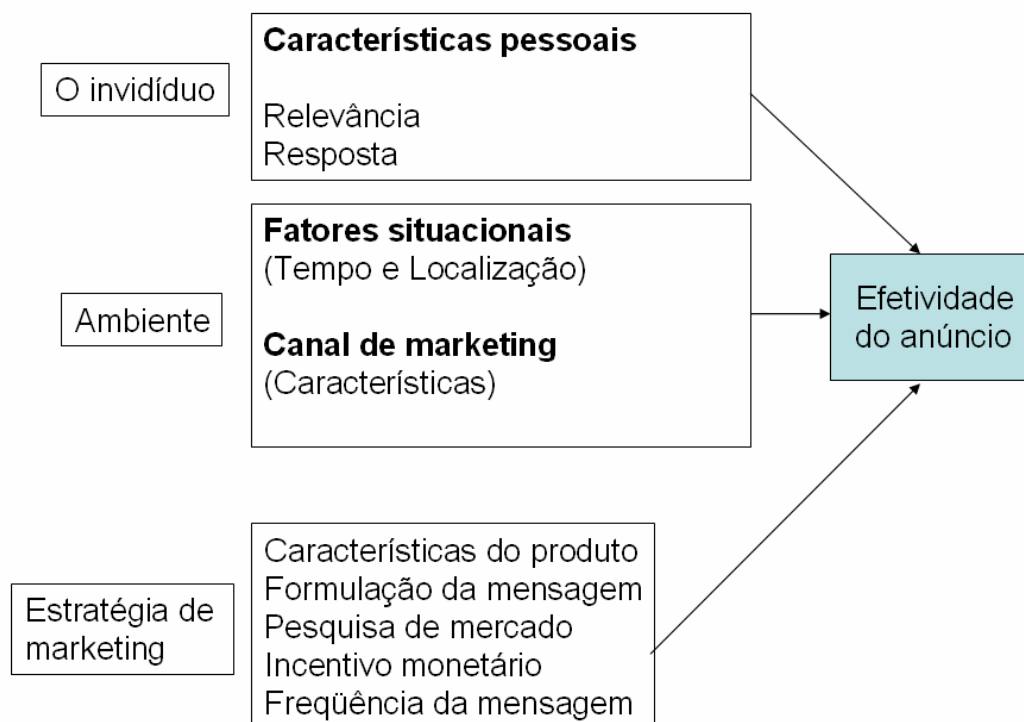 O invidíduo
Características pessoais
Relevância
Resposta
Ambiente
Fatores situacionais
(Tempo e Localização)
Canal de marketing
(Características)
Efetividade
do anúncio
Estratégia de
marketing
Características do produto
Formulação da mensagem
Pesquisa de mercado
Incentivo monetário
Freqüência da mensagem